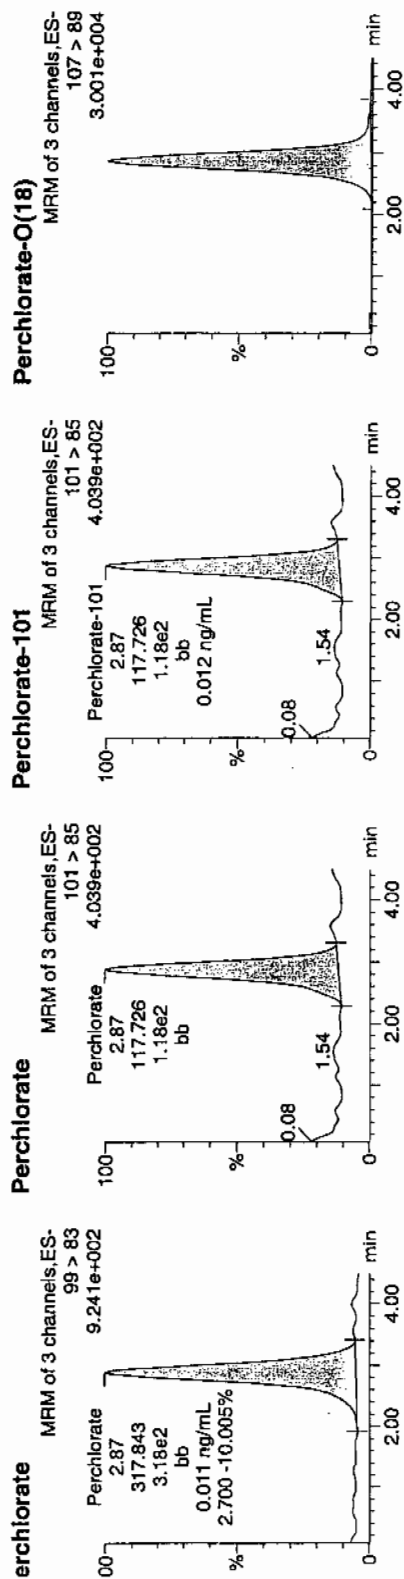 erchlorate
MRM of 3 channels,ES-
99 > 83
9.241e+002
00
Perchlorate
2.87
317.843
3.18e2
bb
0.011 ng/mL
2.700 -10.005%
%
0
2.00
4.00
min
Perchlorate
MRM of 3 channels,ES-
101 > 85
4.039e+002
100
Perchlorate
2.87
117.726
1.18e2
bb
%
0.08
1.54
0
2.00
4.00
min
Perchlorate-101
MRM of 3 channels,ES-
101 > 85
4.039e+002
100
Perchlorate-101
2.87
117.726
1.18e2
bb
0.012 ng/mL
%
0.08
1.54
0
2.00
4.00
min
Perchlorate-O(18)
MRM of 3 channels,ES-
107 > 89
3.001e+004
100
%
0
2.00
4.00
min